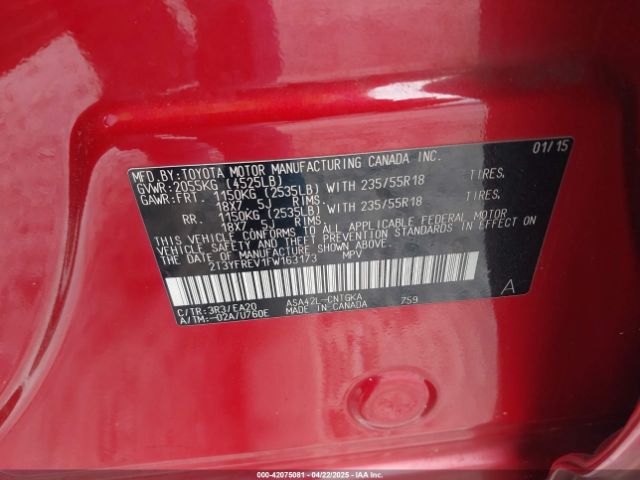 MFD.BY:TOYOTA MOTOR MANUFACTURING CANADA INC. 01/15
GVWR:2055KG (4525LB)
GAWR:FRT. 1150KG (2535LB) WITH 235/55R18 TIRES,
18X7.5J RIMS.
RR. 1150KG (2535LB) WITH 235/55R18 TIRES,
18X7.5J RIMS.
THIS VEHICLE CONFORMS TO ALL APPLICABLE FEDERAL MOTOR
VEHICLE SAFETY AND THEFT PREVENTION STANDARDS IN EFFECT ON
THE DATE OF MANUFACTURE SHOWN ABOVE.
2T3YFREV1FW163173 MPV
A
C/TR:3R3/EA20 ASA42L-CNTGKA 759
A/TM:-02A/U760E MADE IN CANADA
000-42075081 - 04/22/2025 - IAAI.COM